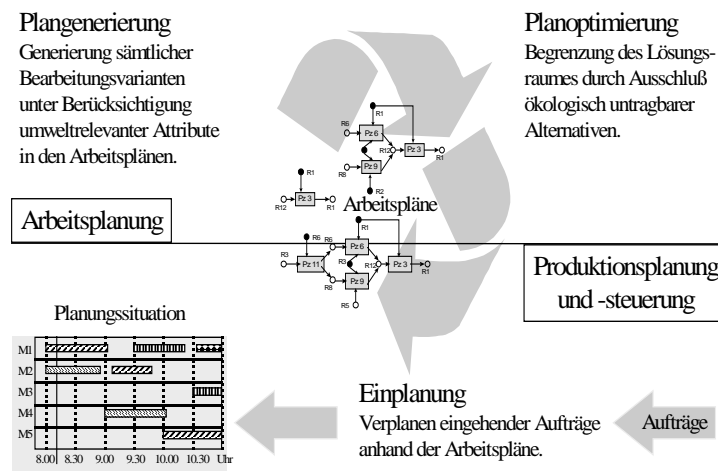 Plangenerierung
Generierung sämtlicher
Bearbeitungsvarianten
unter Berücksichtigung
umweltrelevanter Attribute
in den Arbeitsplänen.
Planoptimierung
Begrenzung des Lösungs-
raumes durch Ausschluß
ökologisch untragbarer
Alternativen.
R1
R6
Pz 6
R12
Pz 3
R1
R8
Pz 9
R2
R1
Pz 3
R12
R1
Arbeitspläne
Arbeitsplanung
R1
R6
R6
Pz 6
R3
Pz 11
R3
R12
Pz 3
R1
R8
Pz 9
R5
Produktionsplanung
und -steuerung
Planungssituation
M1
M2
M3
M4
M5
8.00 8.30 9.00 9.30 10.00 10.30 Uhr
Einplanung
Verplanen eingehender Aufträge
anhand der Arbeitspläne.
Aufträge